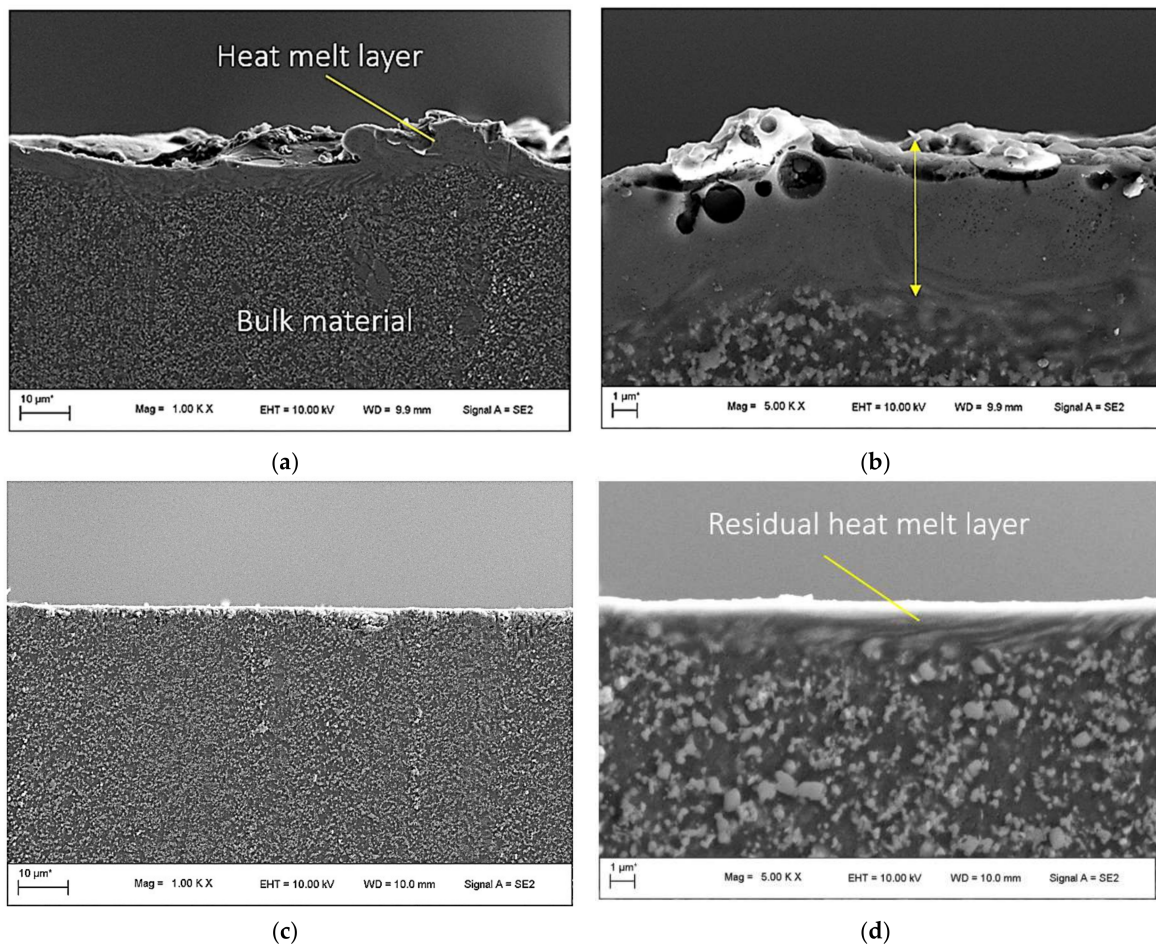 Heat melt layer
Bulk material
10 µm*
Mag = 1.00 K X EHT = 10.00 kV WD = 9.9 mm Signal A = SE2
(a)
1 µm*
Mag = 5.00 K X EHT = 10.00 kV WD = 9.9 mm Signal A = SE2
(b)
10 µm*
Mag = 1.00 K X EHT = 10.00 kV WD = 10.0 mm Signal A = SE2
(c)
Residual heat melt layer
1 µm*
Mag = 5.00 K X EHT = 10.00 kV WD = 10.0 mm Signal A = SE2
(d)